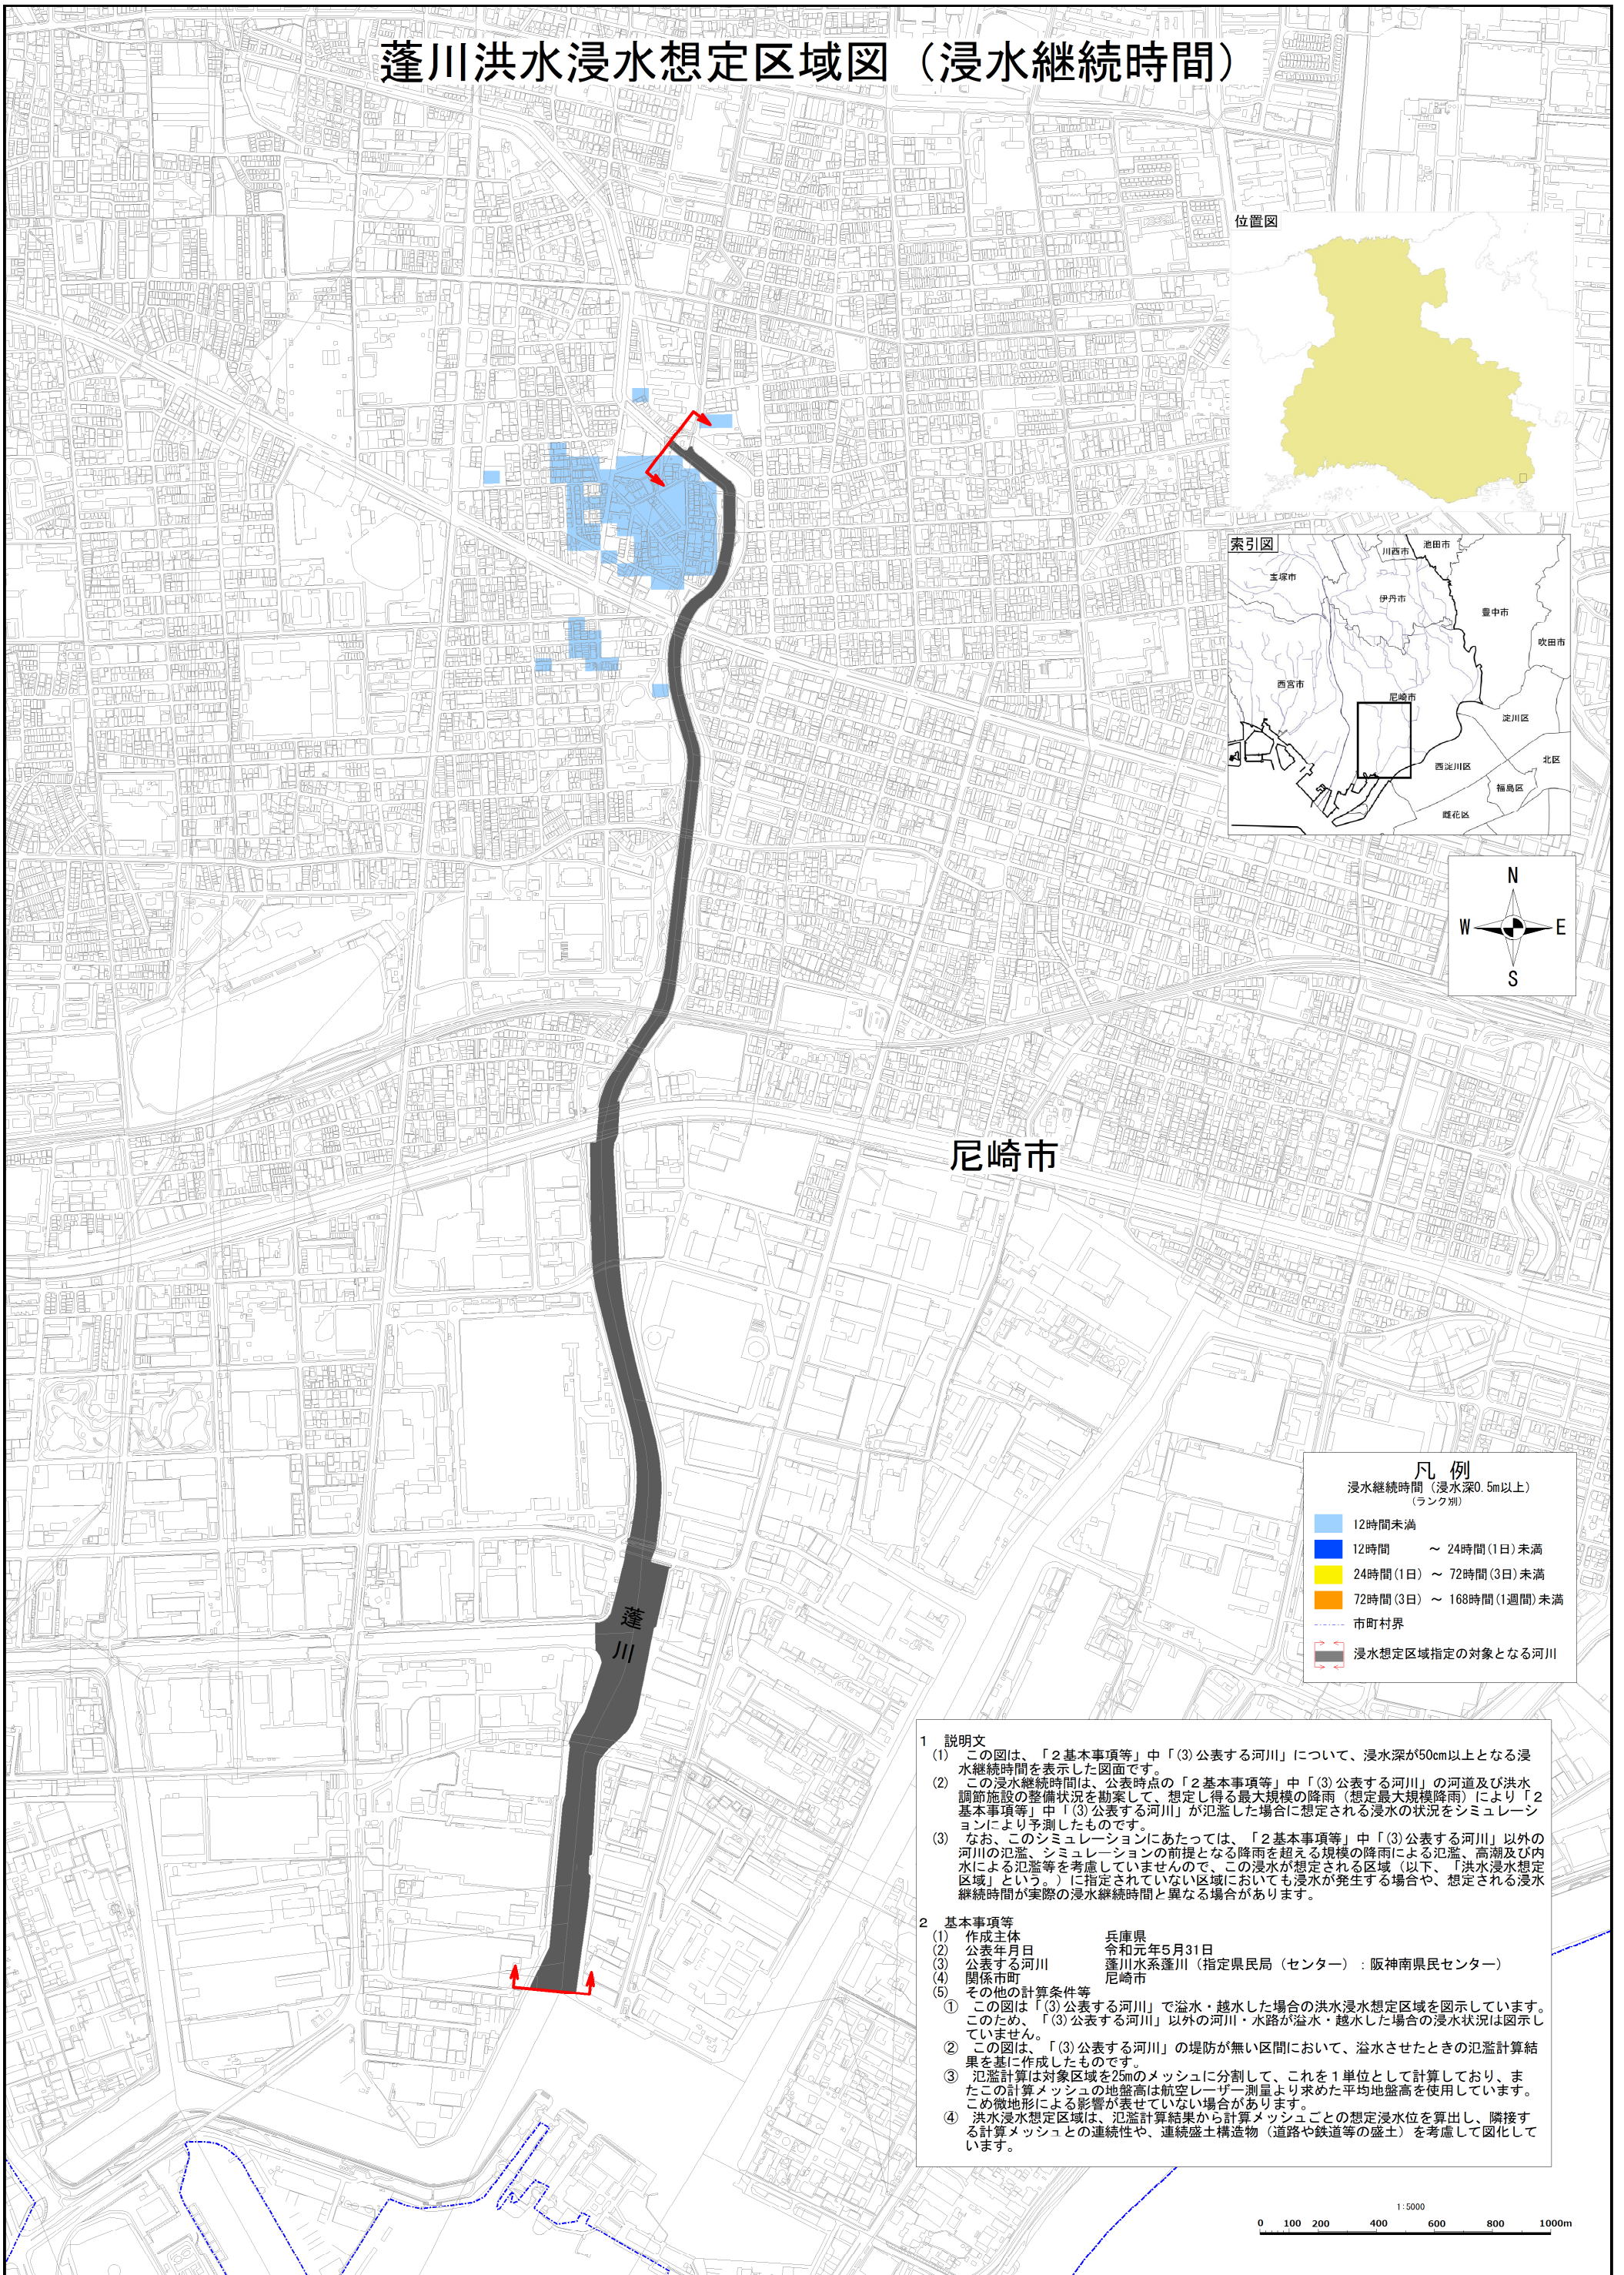 蓬川洪水浸水想定区域図（浸水継続時間）
位置図
索引図
川西市
池田市
宝塚市
伊丹市
豊中市
吹田市
西宮市
尼崎市
淀川区
西淀川区
北区
福島区
此花区
N
W
E
S
尼崎市
蓬
川
凡 例
浸水継続時間（浸水深0.5m以上）
(ランク別)
12時間未満
12時間 ～ 24時間(1日)未満
24時間(1日) ～ 72時間(3日)未満
72時間(3日) ～ 168時間(1週間)未満
市町村界
浸水想定区域指定の対象となる河川
1 説明文
(1) この図は、「２基本事項等」中「(3)公表する河川」について、浸水深が50cm以上となる浸
水継続時間を表示した図面です。
(2) この浸水継続時間は、公表時点の「２基本事項等」中「(3)公表する河川」の河道及び洪水
調節施設の整備状況を勘案して、想定し得る最大規模の降雨（想定最大規模降雨）により「２
基本事項等」中「(3)公表する河川」が氾濫した場合に想定される浸水の状況をシミュレーシ
ョンにより予測したものです。
(3) なお、このシミュレーションにあたっては、「２基本事項等」中「(3)公表する河川」以外の
河川の氾濫、シミュレーションの前提となる降雨を超える規模の降雨による氾濫、高潮及び内
水による氾濫等を考慮していませんので、この浸水が想定される区域（以下、「洪水浸水想定
区域」という。）に指定されていない区域においても浸水が発生する場合や、想定される浸水
継続時間が実際の浸水継続時間と異なる場合があります。
2 基本事項等
(1) 作成主体 兵庫県
(2) 公表年月日 令和元年5月31日
(3) 公表する河川 蓬川水系蓬川（指定県民局（センター）：阪神南県民センター）
(4) 関係市町 尼崎市
(5) その他の計算条件等
① この図は「(3)公表する河川」で溢水・越水した場合の洪水浸水想定区域を図示しています。
このため、「(3)公表する河川」以外の河川・水路が溢水・越水した場合の浸水状況は図示し
ていません。
② この図は、「(3)公表する河川」の堤防が無い区間において、溢水させたときの氾濫計算結
果を基に作成したものです。
③ 氾濫計算は対象区域を25mのメッシュに分割して、これを１単位として計算しており、ま
たこの計算メッシュの地盤高は航空レーザー測量より求めた平均地盤高を使用しています。
こめ微地形による影響が表せていない場合があります。
④ 洪水浸水想定区域は、氾濫計算結果から計算メッシュごとの想定浸水位を算出し、隣接す
る計算メッシュとの連続性や、連続盛土構造物（道路や鉄道等の盛土）を考慮して図化して
います。
1:5000
0 100 200 400 600 800 1000m